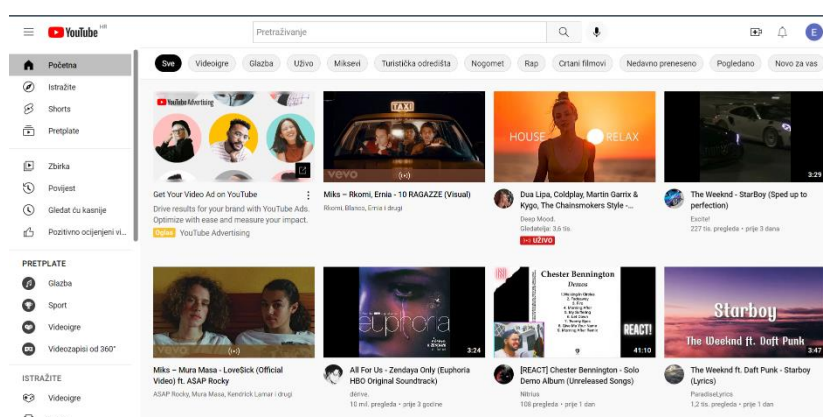 YouTube HR
Pretraživanje
E
Početna
Istražite
Shorts
Pretplate
Zbirka
Povijest
Gledat ću kasnije
Pozitivno ocijenjeni vi...
PRETPLATE
Glazba
Sport
Videoigre
Videozapisi od 360°
ISTRAŽITE
Videoigre
Sve Videoigre Glazba Uživo Miksevi Turistička odredišta Nogomet Rap Crtani filmovi Nedavno preneseno Pogledano Novo za vas
YouTube Advertising
Get Your Video Ad on YouTube
Drive results for your brand with YouTube Ads.
Optimize with ease and measure your impact.
Oglas YouTube Advertising
TAXI
vevo
Miks – Rkomi, Ernia - 10 RAGAZZE (Visual)
Rkomi, Blanco, Ernia i drugi
HOUSE RELAX
Dua Lipa, Coldplay, Martin Garrix &
Kygo, The Chainsmokers Style -...
Deep Mood.
Gledatelja: 3,6 tis.
UŽIVO
3:29
The Weeknd - StarBoy (Sped up to
perfection)
Excite!
227 tis. pregleda • prije 3 dana
vevo
Miks – Mura Masa - Love$ick (Official
Video) ft. A$AP Rocky
A$AP Rocky, Mura Masa, Kendrick Lamar i drugi
euphoria
3:24
All For Us - Zendaya Only (Euphoria
HBO Original Soundtrack)
dérive.
10 mil. pregleda • prije 3 godine
Chester Bennington
Demos
REACT!
41:10
[REACT] Chester Bennington - Solo
Demo Album (Unreleased Songs)
Nitrius
108 pregleda • prije 1 dan
Starboy
The Weeknd ft. Daft Punk
3:47
The Weeknd ft. Daft Punk - Starboy
(Lyrics)
ParadiseLyrics
1,2 tis. pregleda • prije 1 dan